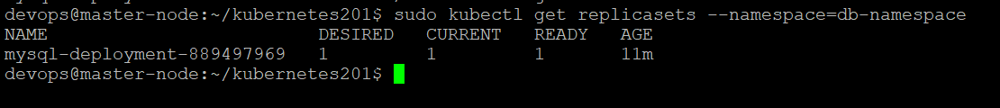 devops@master-node:~/kubernetes201$ sudo kubectl get replicasets --namespace=db-namespace
NAME DESIRED CURRENT READY AGE
mysql-deployment-889497969 1 1 1 11m
devops@master-node:~/kubernetes201$